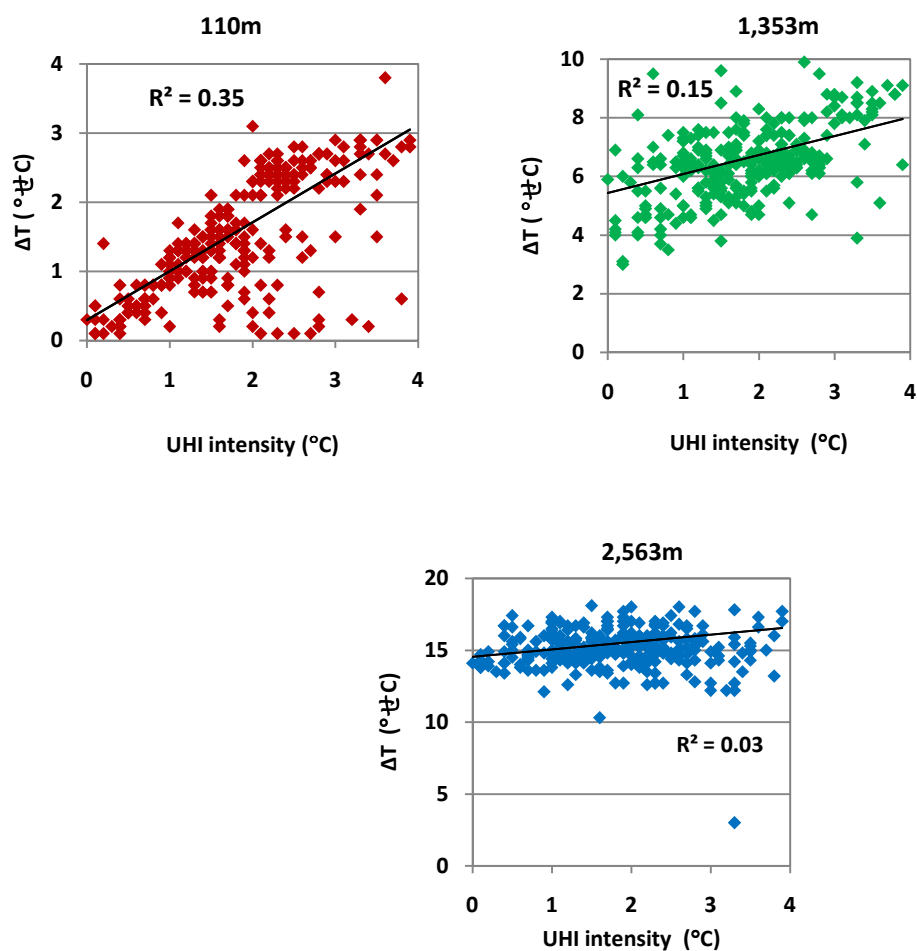 110m
4
3
2
1
0
R² = 0.35
ΔT (
C)
0 1 2 3 4
UHI intensity (°C)
1,353m
10
8
6
4
2
0
R² = 0.15
ΔT (
C)
0 1 2 3 4
UHI intensity (°C)
2,563m
20
15
10
5
0
R² = 0.03
ΔT (
C)
0 1 2 3 4
UHI intensity (°C)